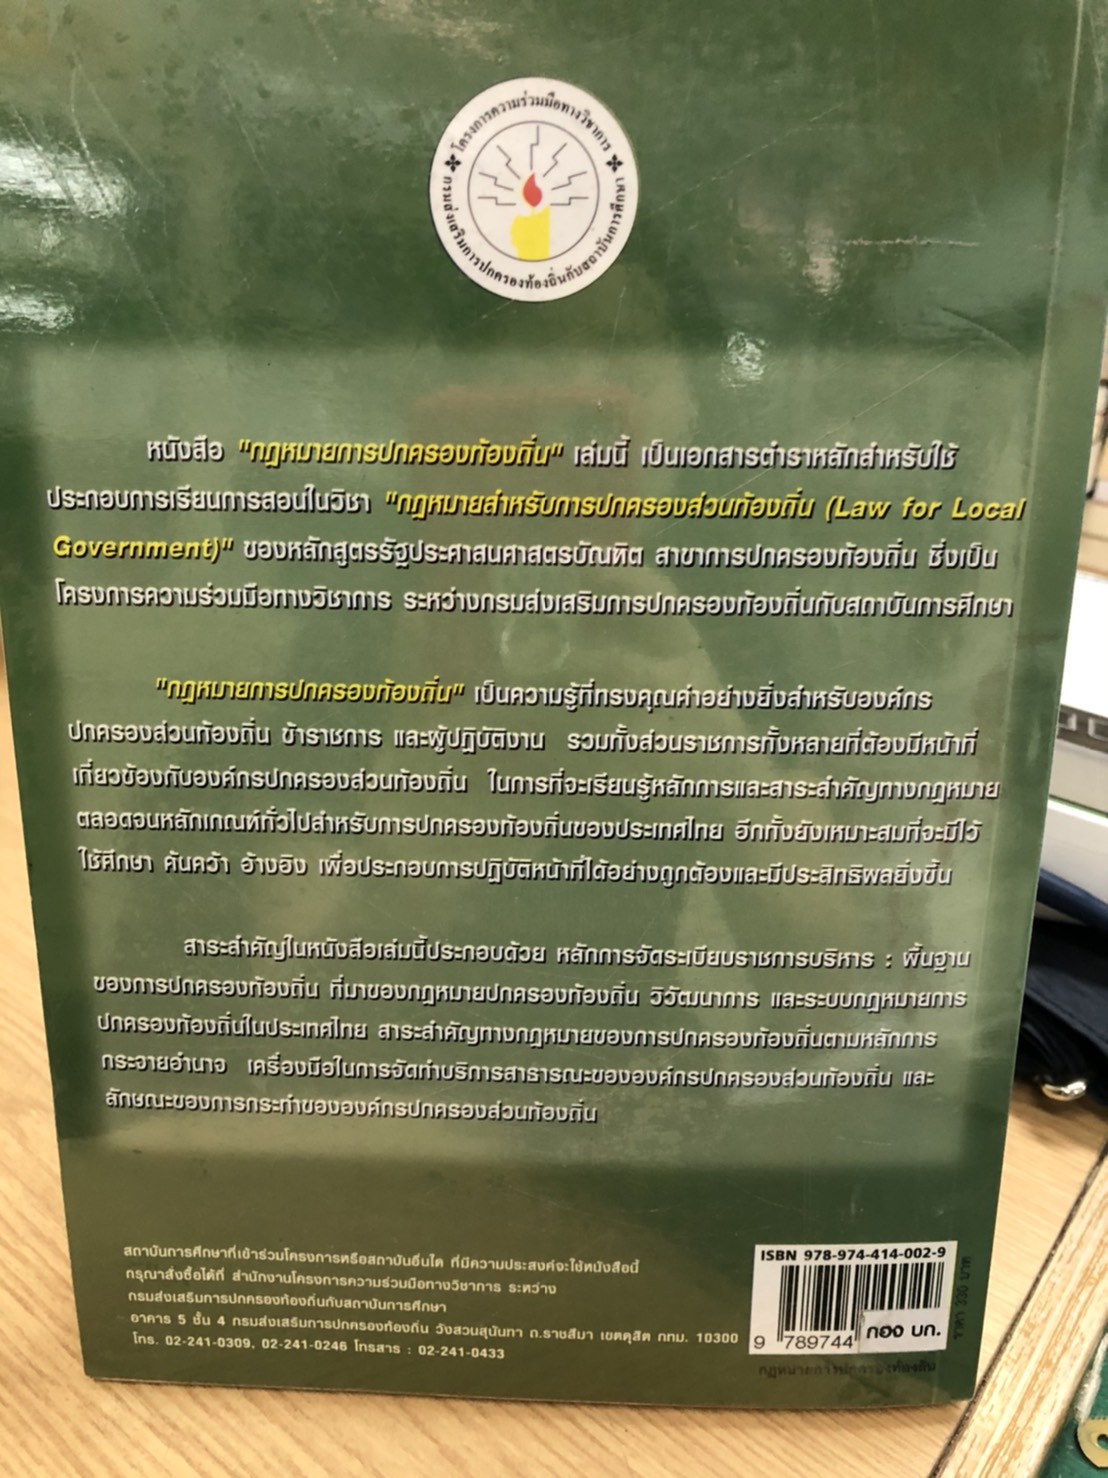 โครงการความร่วมมือทางวิชาการ
กรมส่งเสริมการปกครองท้องถิ่นกับสถาบันการศึกษา
หนังสือ "กฎหมายการปกครองท้องถิ่น" เล่มนี้ เป็นเอกสารตำราหลักสำหรับใช้
ประกอบการเรียนการสอนในวิชา "กฎหมายสำหรับการปกครองส่วนท้องถิ่น (Law for Local
Government)" ของหลักสูตรรัฐประศาสนศาสตรบัณฑิต สาขาการปกครองท้องถิ่น ซึ่งเป็น
โครงการความร่วมมือทางวิชาการ ระหว่างกรมส่งเสริมการปกครองท้องถิ่นกับสถาบันการศึกษา
"กฎหมายการปกครองท้องถิ่น" เป็นความรู้ที่ทรงคุณค่าอย่างยิ่งสำหรับองค์กร
ปกครองส่วนท้องถิ่น ข้าราชการ และผู้ปฏิบัติงาน รวมทั้งส่วนราชการทั้งหลายที่ต้องมีหน้าที่
เกี่ยวข้องกับองค์กรปกครองส่วนท้องถิ่น ในการที่จะเรียนรู้หลักการและสาระสำคัญทางกฎหมาย
ตลอดจนหลักเกณฑ์ทั่วไปสำหรับการปกครองท้องถิ่นของประเทศไทย อีกทั้งยังเหมาะสมที่จะมีไว้
ใช้ศึกษา ค้นคว้า อ้างอิง เพื่อประกอบการปฏิบัติหน้าที่ได้อย่างถูกต้องและมีประสิทธิผลยิ่งขึ้น
สาระสำคัญในหนังสือเล่มนี้ประกอบด้วย หลักการจัดระเบียบราชการบริหาร : พื้นฐาน
ของการปกครองท้องถิ่น ที่มาของกฎหมายปกครองท้องถิ่น วิวัฒนาการ และระบบกฎหมายการ
ปกครองท้องถิ่นในประเทศไทย สาระสำคัญทางกฎหมายของการปกครองท้องถิ่นตามหลักการ
กระจายอำนาจ เครื่องมือในการจัดทำบริการสาธารณะขององค์กรปกครองส่วนท้องถิ่น และ
ลักษณะของการกระทำขององค์กรปกครองส่วนท้องถิ่น
สถาบันการศึกษาที่เข้าร่วมโครงการหรือสถาบันอื่นใด ที่มีความประสงค์จะใช้หนังสือนี้
กรุณาสั่งซื้อได้ที่ สำนักงานโครงการความร่วมมือทางวิชาการ ระหว่าง
กรมส่งเสริมการปกครองท้องถิ่นกับสถาบันการศึกษา
อาคาร 5 ชั้น 4 กรมส่งเสริมการปกครองท้องถิ่น วังสวนสุนันทา ถ.ราชสีมา เขตดุสิต กทม. 10300
โทร. 02-241-0309, 02-241-0246 โทรสาร : 02-241-0433
ISBN 978-974-414-002-9
9 789744
กอง บก.
ราคา 330 บาท
กฎหมายการปกครองท้องถิ่น